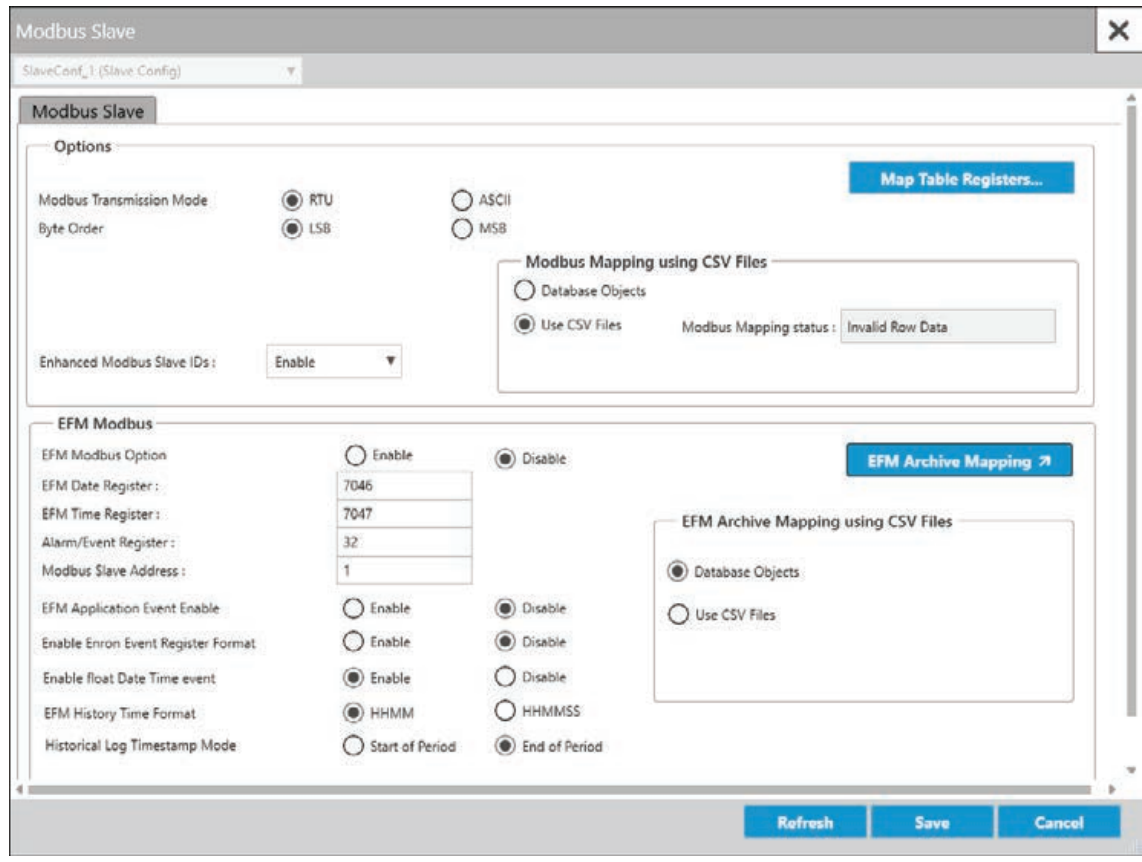 Modbus Slave
SlaveConf_1 (Slave Config)
Modbus Slave
Options
Map Table Registers...
Modbus Transmission Mode RTU ASCII
Byte Order LSB MSB
Modbus Mapping using CSV Files
Database Objects
Use CSV Files Modbus Mapping status : Invalid Row Data
Enhanced Modbus Slave IDs : Enable
EFM Modbus
EFM Modbus Option Enable Disable
EFM Archive Mapping
EFM Date Register : 7046
EFM Time Register : 7047
EFM Archive Mapping using CSV Files
Alarm/Event Register : 32
Modbus Slave Address : 1
Database Objects
EFM Application Event Enable Enable Disable
Use CSV Files
Enable Enron Event Register Format Enable Disable
Enable float Date Time event Enable Disable
EFM History Time Format HHMM HHMMSS
Historical Log Timestamp Mode Start of Period End of Period
Refresh Save Cancel